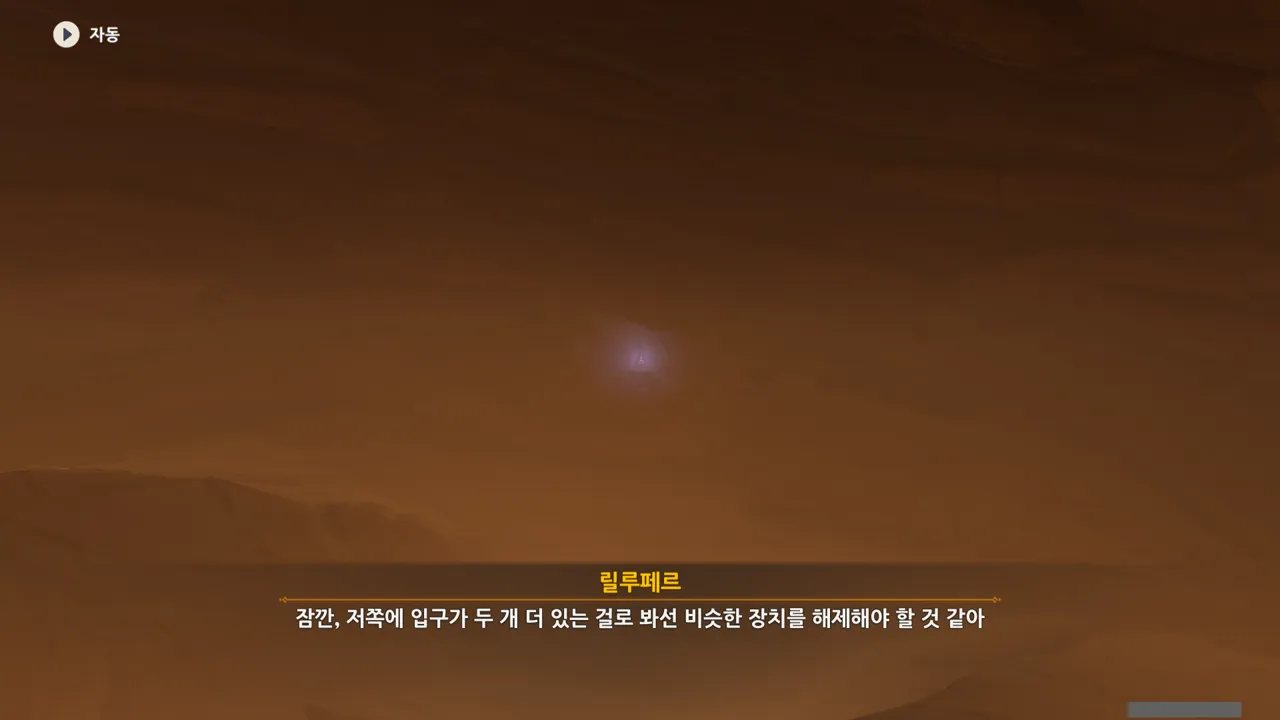 자동
릴루페르
잠깐, 저쪽에 입구가 두 개 더 있는 걸로 봐선 비슷한 장치를 해제해야 할 것 같아